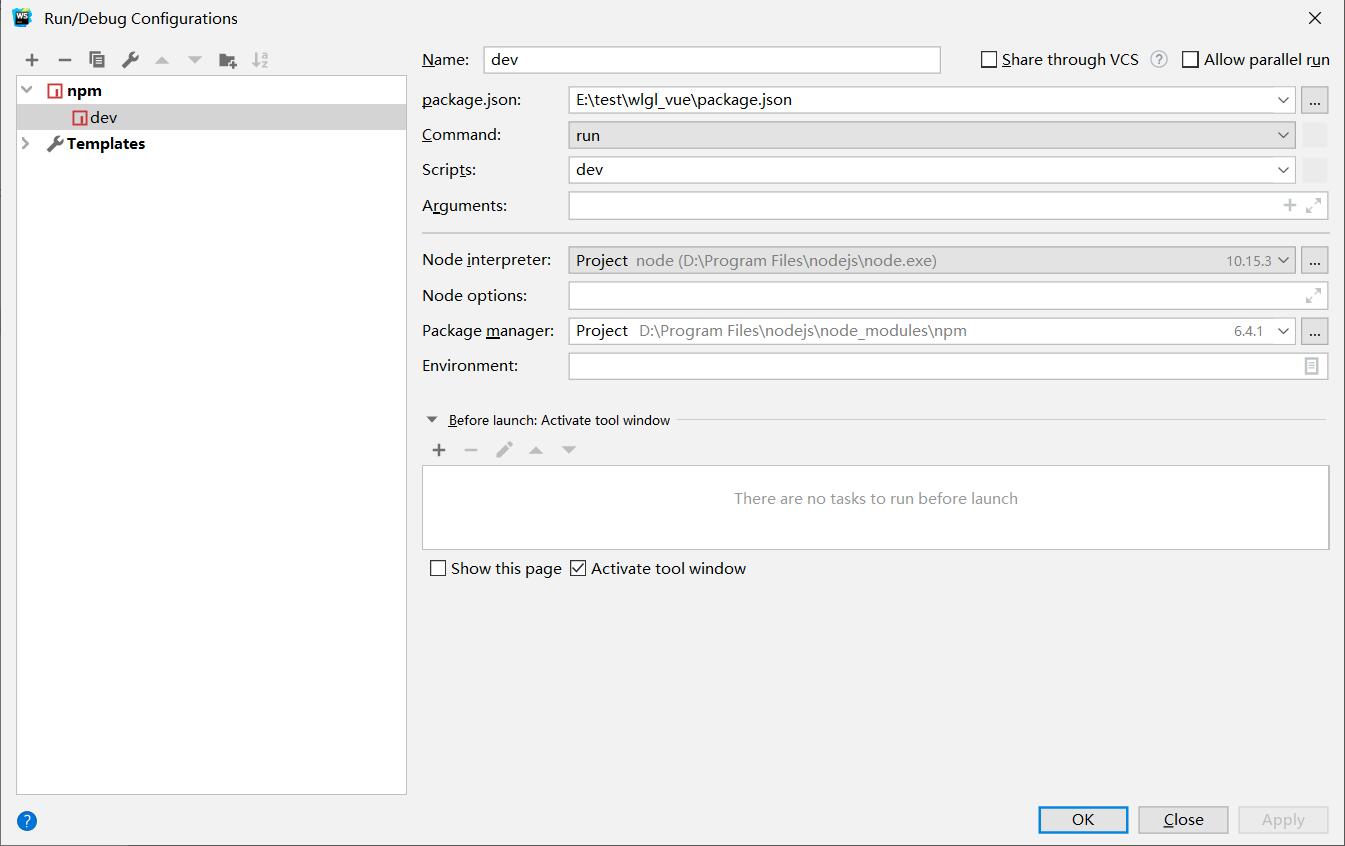 Run/Debug Configurations
Name: dev Share through VCS ? Allow parallel run
npm
dev
Templates
package.json: E:\test\wlgl_vue\package.json ...
Command: run
Scripts: dev
Arguments:
Node interpreter: Project node (D:\Program Files\nodejs\node.exe) 10.15.3 ...
Node options:
Package manager: Project D:\Program Files\nodejs\node_modules\npm 6.4.1 ...
Environment:
Before launch: Activate tool window
There are no tasks to run before launch
Show this page Activate tool window
? OK Close Apply